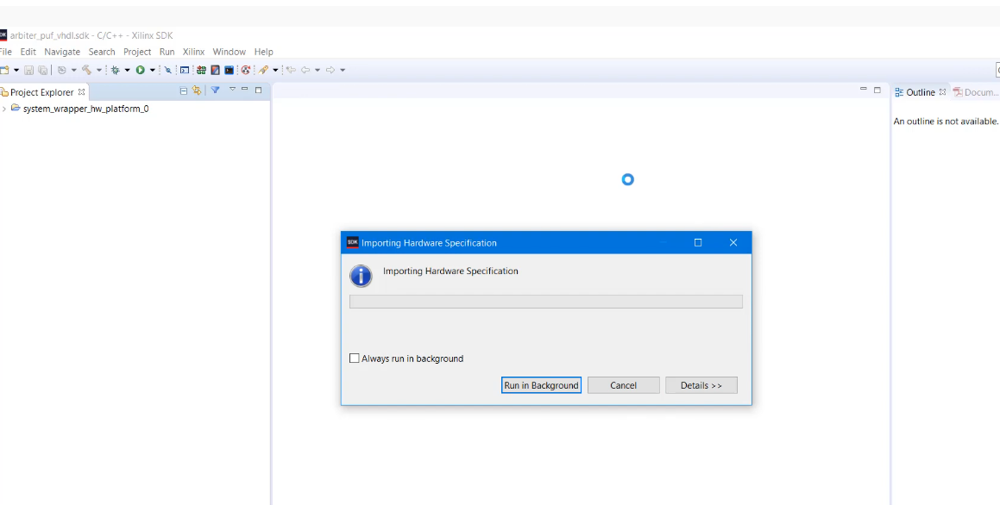 arbiter_puf_vhdl.sdk - C/C++ - Xilinx SDK
File Edit Navigate Search Project Run Xilinx Window Help
Project Explorer
Outline Docum...
system_wrapper_hw_platform_0
An outline is not available.
SDK Importing Hardware Specification
Importing Hardware Specification
Always run in background
Run in Background Cancel Details >>